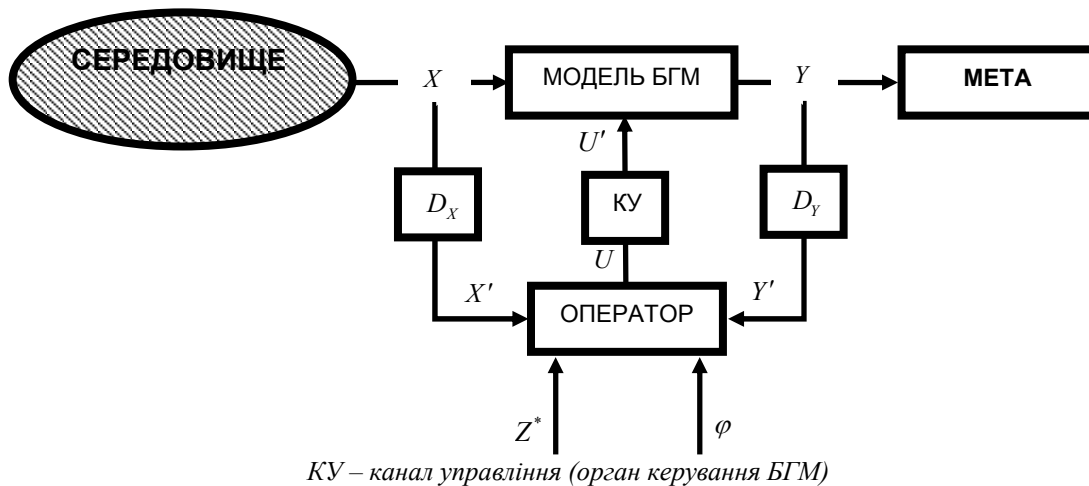 СЕРЕДОВИЩЕ
X
МОДЕЛЬ БГМ
Y
МЕТА
U′
D_X
КУ
D_Y
U
X′
ОПЕРАТОР
Y′
Z*
φ
КУ – канал управління (орган керування БГМ)